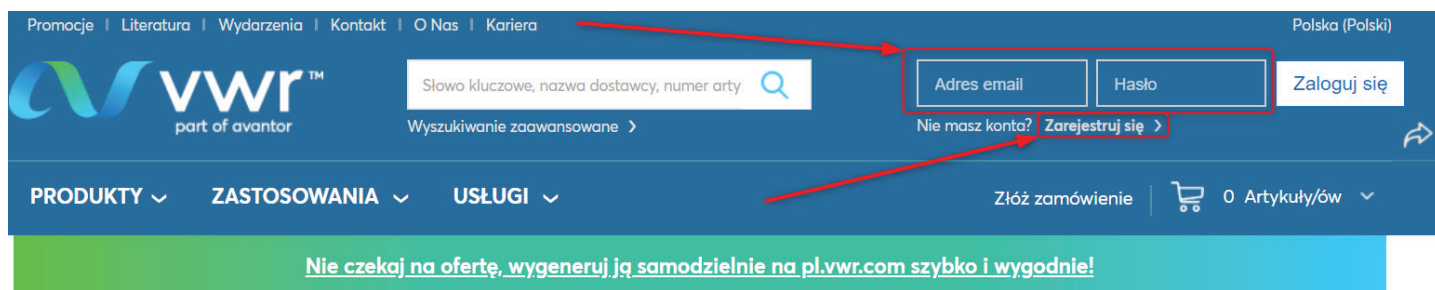 Promocje | Literatura | Wydarzenia | Kontakt | O Nas | Kariera
Polska (Polski)
vwr™
part of avantor
Słowo kluczowe, nazwa dostawcy, numer arty
Adres email
Hasło
Zaloguj się
Wyszukiwanie zaawansowane >
Nie masz konta? Zarejestruj się >
PRODUKTY
ZASTOSOWANIA
USŁUGI
Złóż zamówienie
0 Artykuły/ów
Nie czekaj na ofertę, wygeneruj ją samodzielnie na pl.vwr.com szybko i wygodnie!